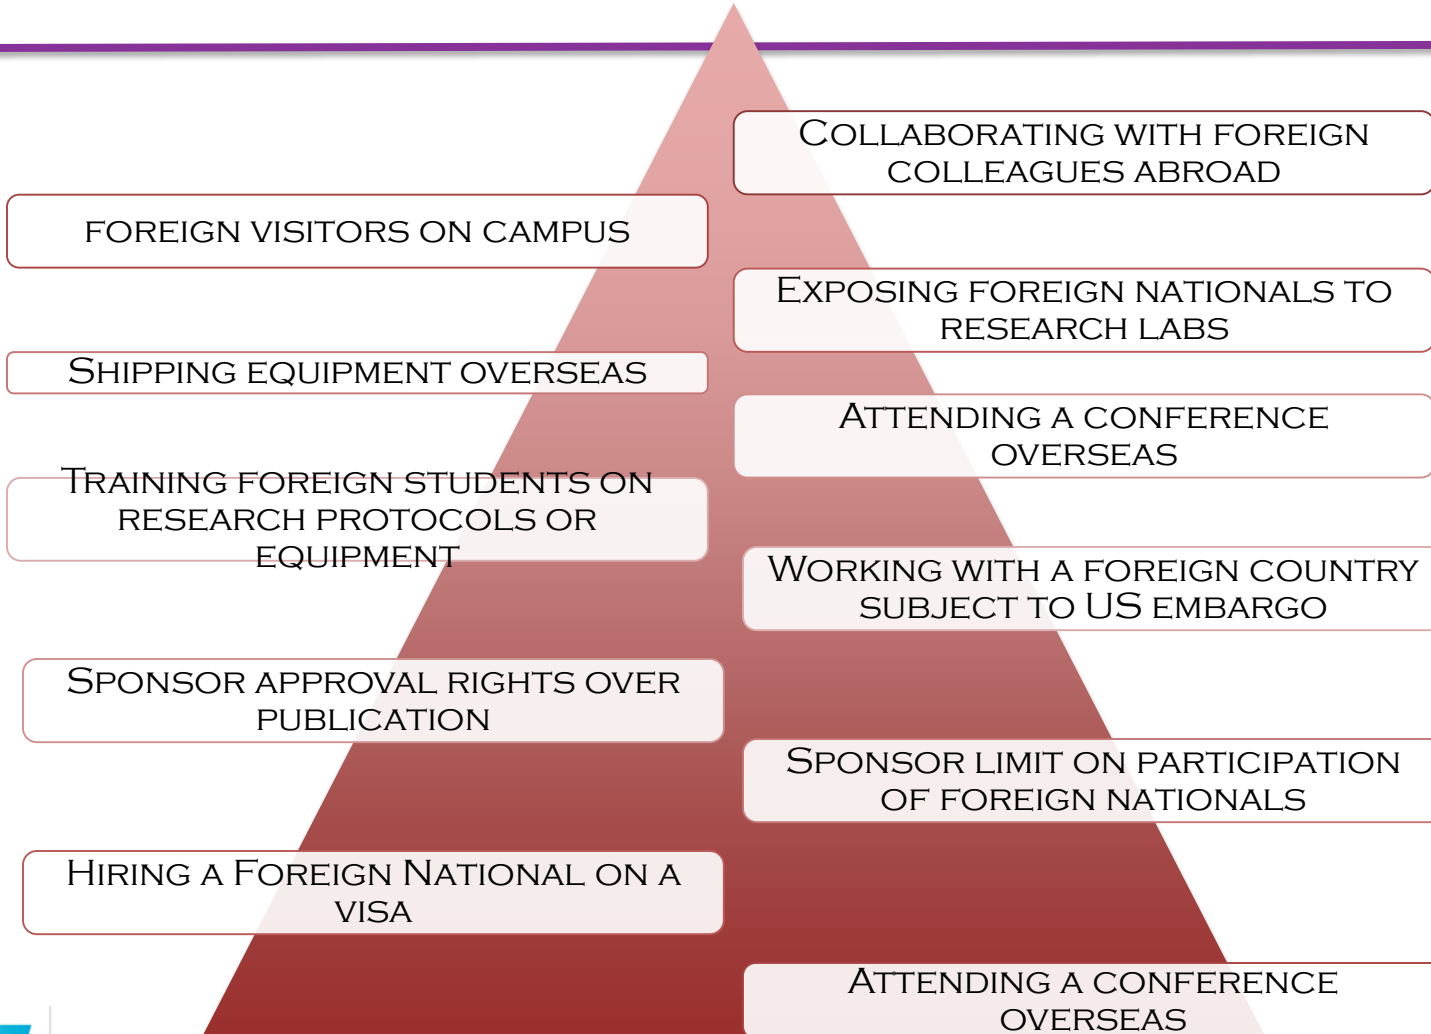 Collaborating with foreign
colleagues abroad
foreign visitors on campus
Exposing foreign nationals to
research labs
Shipping equipment overseas
Attending a conference
overseas
Training foreign students on
research protocols or
equipment
Working with a foreign country
subject to US embargo
Sponsor approval rights over
publication
Sponsor limit on participation
of foreign nationals
Hiring a Foreign National on a
visa
Attending a conference
overseas